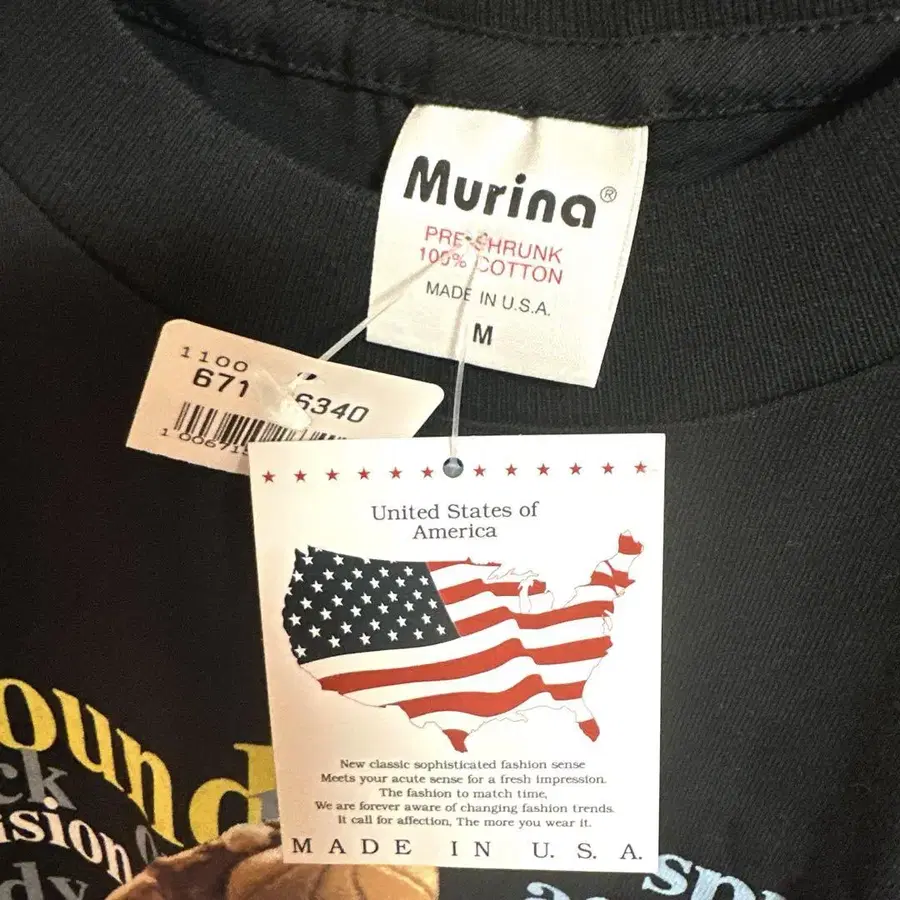 Murina®
PRE-SHRUNK
100% COTTON
MADE IN U.S.A.
M
1100
671 6340
United States of
America
New classic sophisticated fashion sense
Meets your acute sense for a fresh impression.
The fashion to match time,
We are forever aware of changing fashion trends.
It call for affection, The more you wear it.
MADE IN U.S.A.
ound
ck
ision
dy